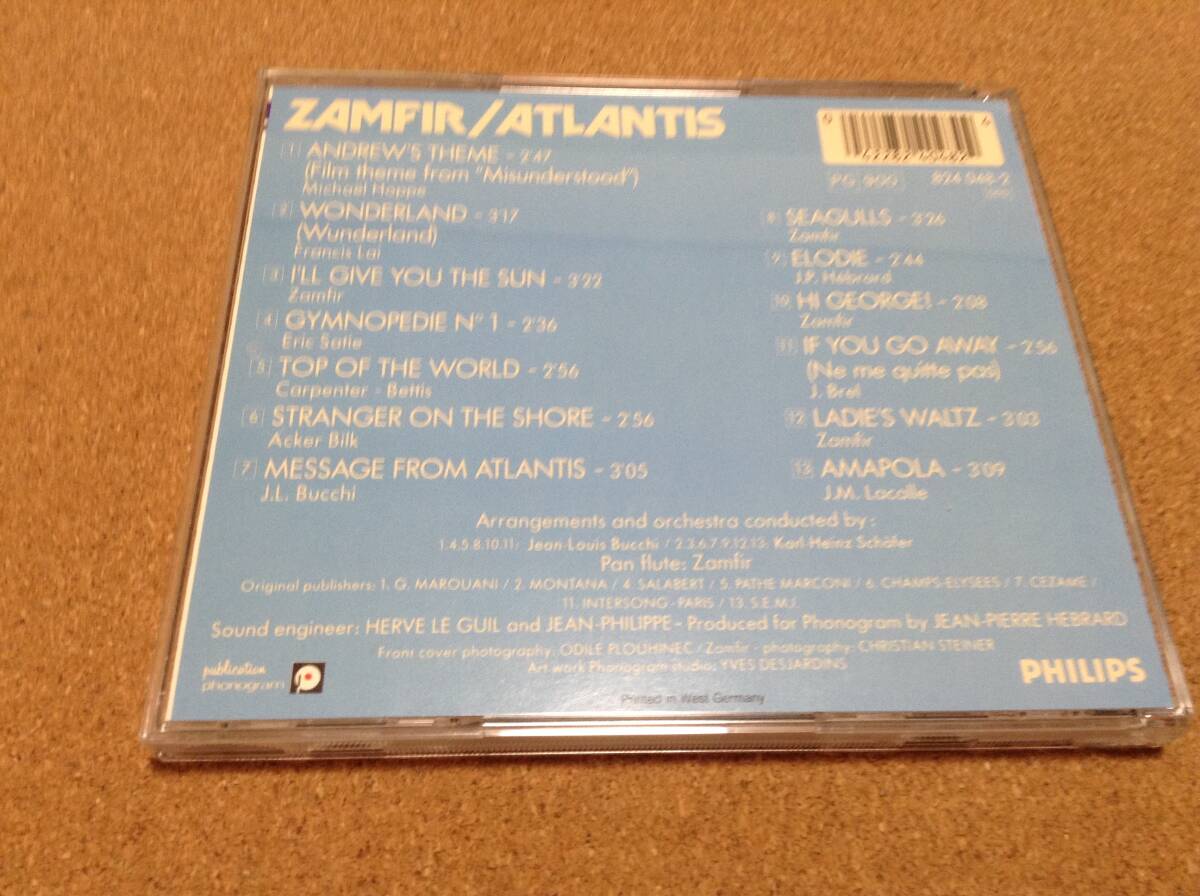 ZAMFIR/ATLANTIS
1 ANDREW'S THEME - 2'47
(Film theme from "Misunderstood")
Michael Hoppe
2 WONDERLAND - 3'17
(Wunderland)
Francis Lai
3 I'LL GIVE YOU THE SUN - 3'22
Zamfir
4 GYMNOPEDIE N° 1 - 2'36
Eric Satie
5 TOP OF THE WORLD - 2'56
Carpenter - Bettis
6 STRANGER ON THE SHORE - 2'56
Acker Bilk
7 MESSAGE FROM ATLANTIS - 3'05
J.L. Bucchi
PG 900 824 048-2
8 SEAGULLS - 3'26
Zamfir
9 ELODIE - 2'44
J.P. Hébrard
10 HI GEORGE! - 2'08
Zamfir
11 IF YOU GO AWAY - 2'56
(Ne me quitte pas)
J. Brel
12 LADIE'S WALTZ - 3'03
Zamfir
13 AMAPOLA - 3'09
J.M. Lacalle
Arrangements and orchestra conducted by:
1.4.5.8.10.11: Jean-Louis Bucchi / 2.3.6.7.9.12.13: Karl-Heinz Schäfer
Pan flute: Zamfir
Original publishers: 1. G. MAROUANI / 2. MONTANA / 4. SALABERT / 5. PATHE MARCONI / 6. CHAMPS-ELYSEES / 7. CEZAME /
11. INTERSONG-PARIS / 13. S.E.M.I.
Sound engineer: HERVE LE GUIL and JEAN-PHILIPPE - Produced for Phonogram by JEAN-PIERRE HEBRARD
Front cover photography: ODILE PLOUHINEC / Zamfir - photography: CHRISTIAN STEINER
Art work Phonogram studio: YVES DESJARDINS
publication
phonogram
PHILIPS
Printed in West Germany